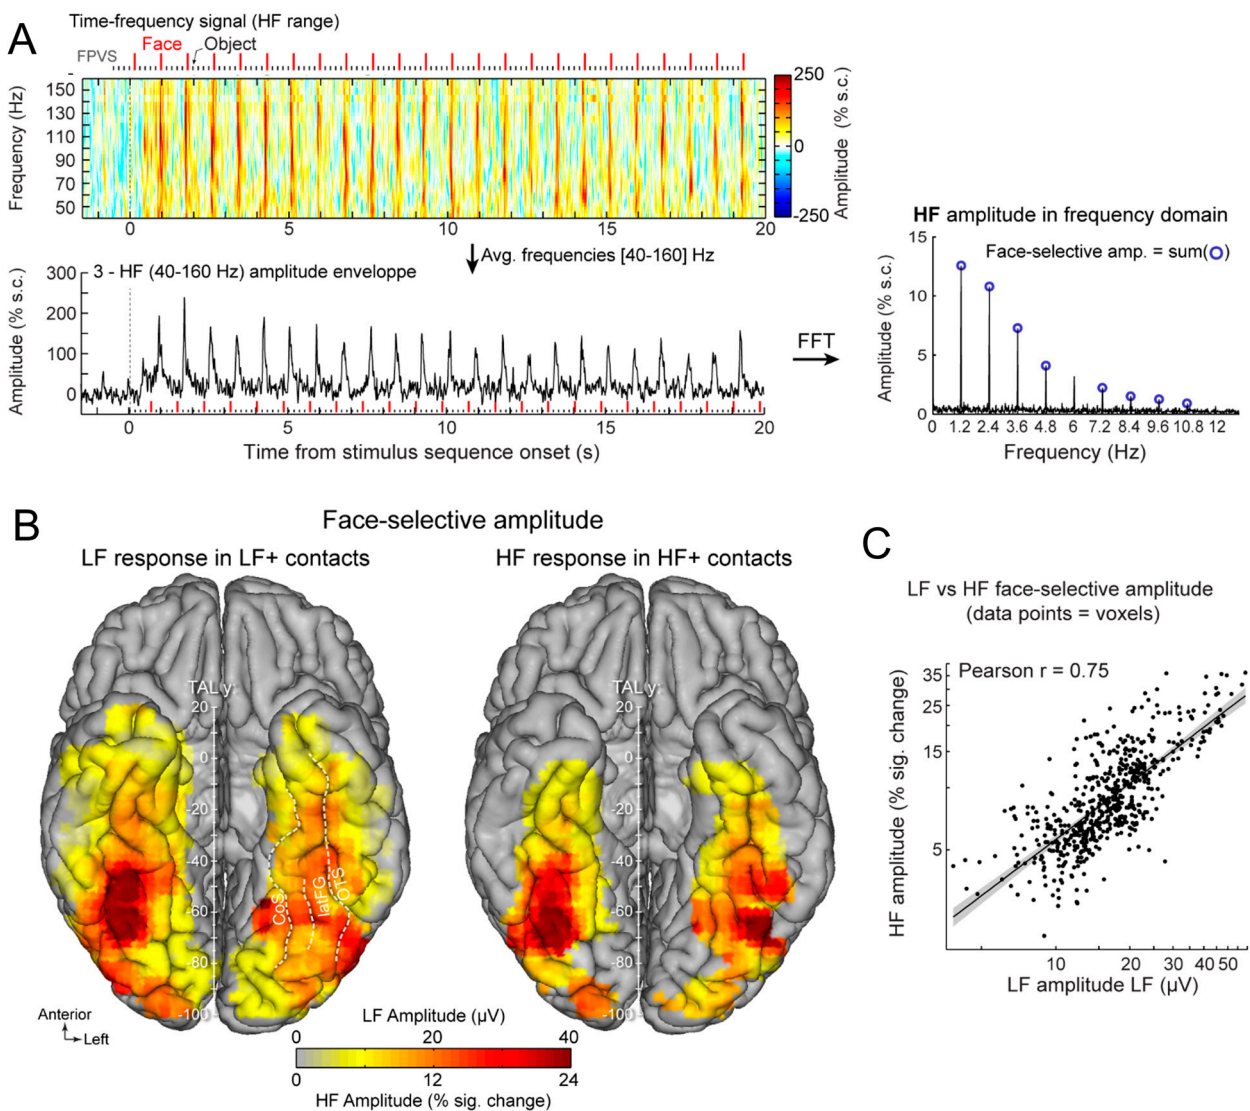 A
Time-frequency signal (HF range)
FPVS
Face
Object
Frequency (Hz)
150
130
110
90
70
50
0
5
10
15
20
250
0
-250
Amplitude (% s.c.)
Avg. frequencies [40-160] Hz
3 - HF (40-160 Hz) amplitude enveloppe
Amplitude (% s.c.)
300
200
100
0
0
5
10
15
20
Time from stimulus sequence onset (s)
FFT
HF amplitude in frequency domain
Face-selective amp. = sum( )
Amplitude (% s.c.)
15
10
5
0
0 1.2 2.4 3.6 4.8 6 7.2 8.4 9.6 10.8 12
Frequency (Hz)
B
Face-selective amplitude
LF response in LF+ contacts
HF response in HF+ contacts
TAL y:
20
0
-20
-40
-60
-80
-100
CoS
latFG
OTS
TAL y:
20
0
-20
-40
-60
-80
-100
Anterior
Left
LF Amplitude (µV)
0 20 40
0 12 24
HF Amplitude (% sig. change)
C
LF vs HF face-selective amplitude
(data points = voxels)
Pearson r = 0.75
HF amplitude (% sig. change)
35
25
15
5
10 20 30 40 50
LF amplitude LF (µV)